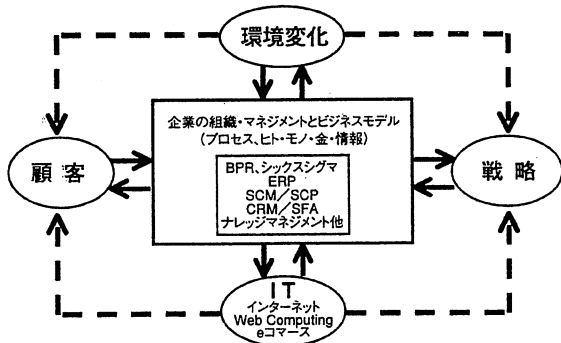 環境変化
企業の組織・マネジメントとビジネスモデル
(プロセス、ヒト・モノ・金・情報)
BPR、シックスシグマ
ERP
SCM/SCP
CRM/SFA
ナレッジマネジメント他
顧客
戦略
IT
インターネット
Web Computing
eコマース